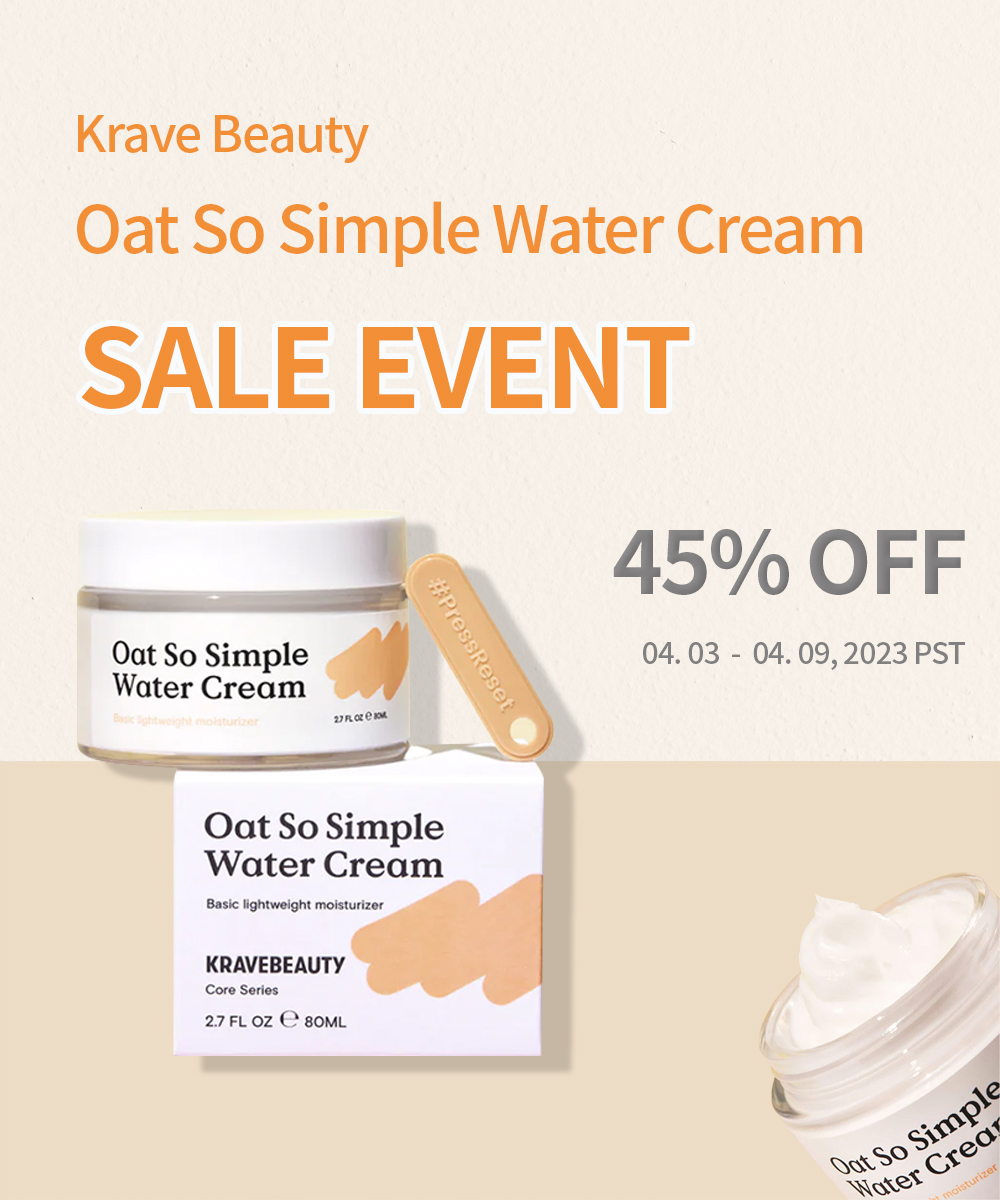 Krave Beauty
Oat So Simple Water Cream
SALE EVENT
45% OFF
04. 03 - 04. 09, 2023 PST
Oat So Simple
Water Cream
Basic lightweight moisturizer
2.7 FL OZ ℮ 80ML
#PressReset
Oat So Simple
Water Cream
Basic lightweight moisturizer
KRAVEBEAUTY
Core Series
2.7 FL OZ ℮ 80ML
Oat So Simple
Water Cream
moisturizer